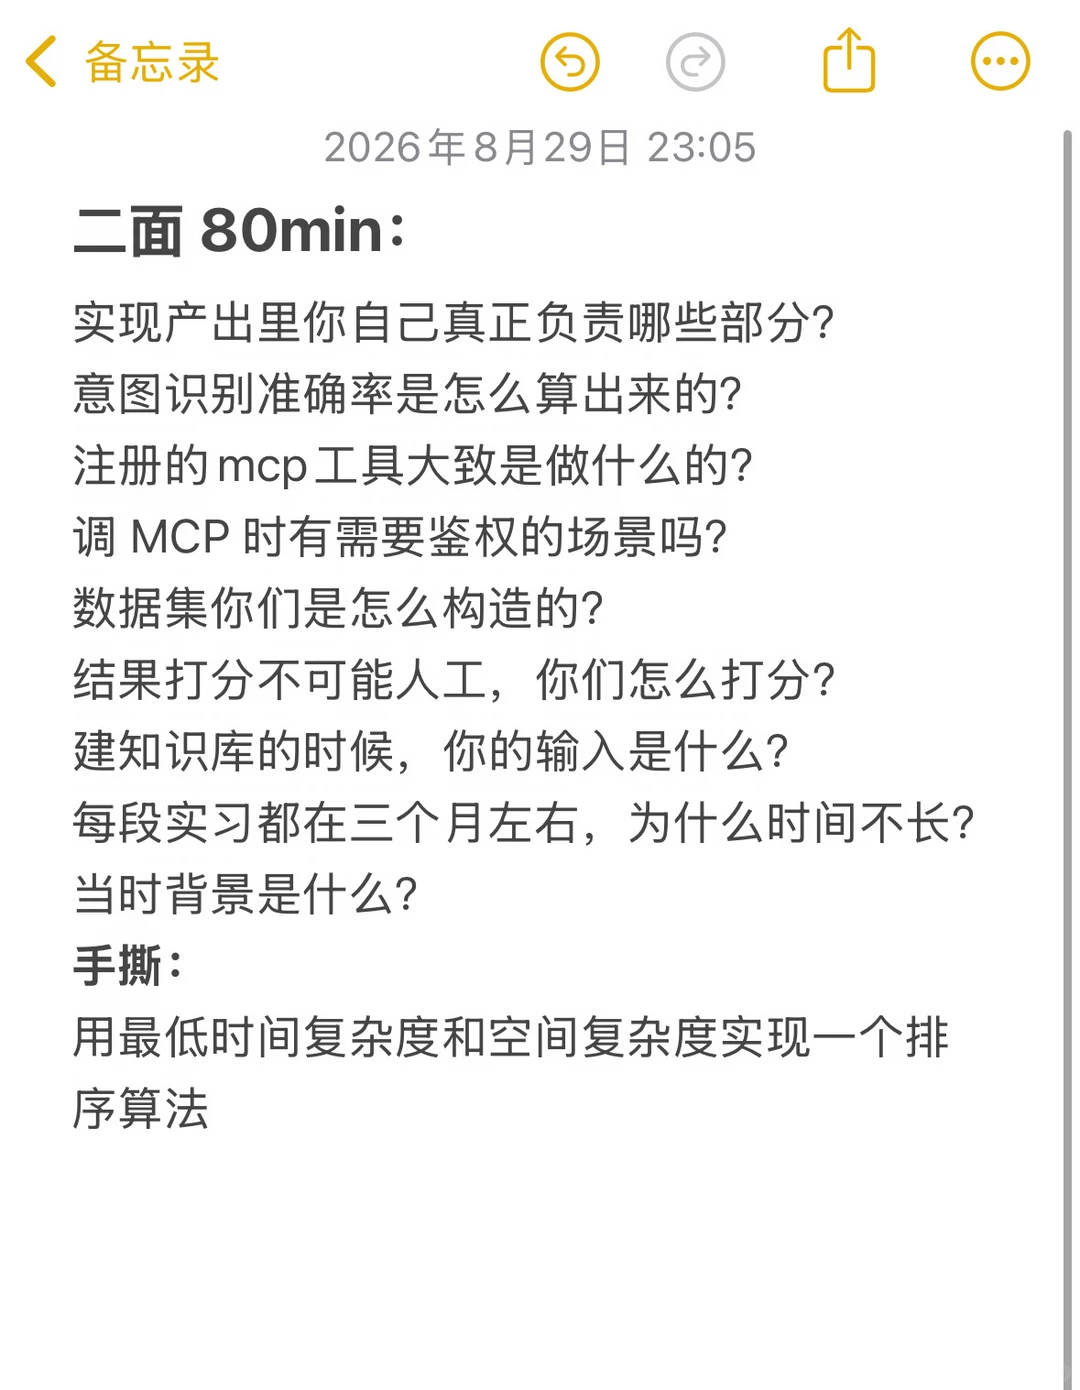 备忘录
2026年8月29日 23:05
二面 80min：
实现产出里你自己真正负责哪些部分？
意图识别准确率是怎么算出来的？
注册的mcp工具大致是做什么的？
调 MCP 时有需要鉴权的场景吗？
数据集你们是怎么构造的？
结果打分不可能人工，你们怎么打分？
建知识库的时候，你的输入是什么？
每段实习都在三个月左右，为什么时间不长？
当时背景是什么？
手撕：
用最低时间复杂度和空间复杂度实现一个排
序算法